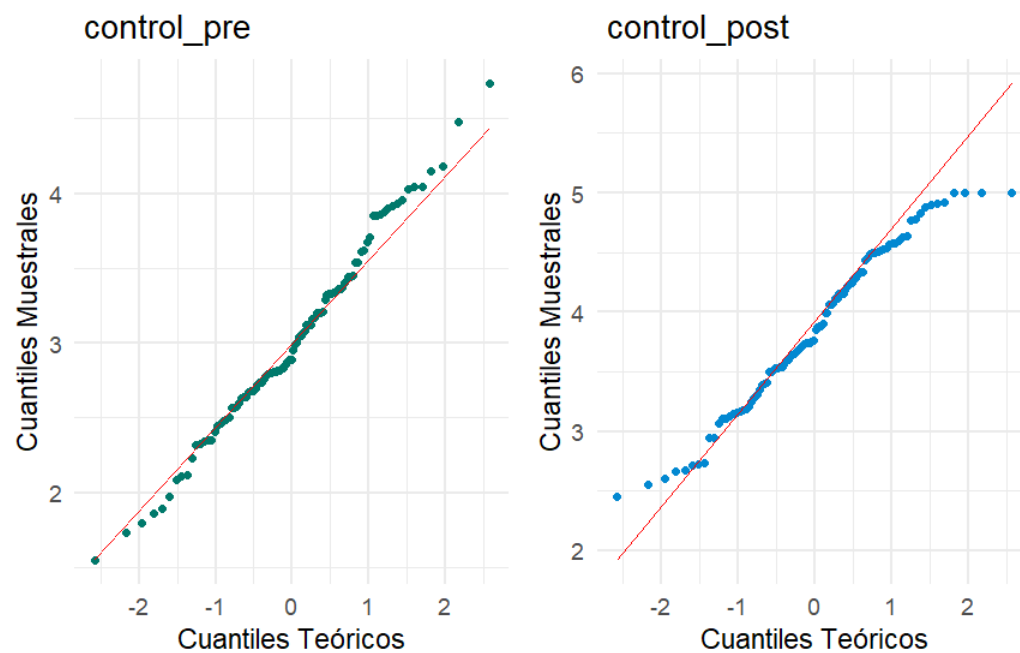 control_pre
4
3
2
-2 -1 0 1 2
Cuantiles Teóricos
Cuantiles Muestrales
control_post
6
5
4
3
2
-2 -1 0 1 2
Cuantiles Teóricos
Cuantiles Muestrales